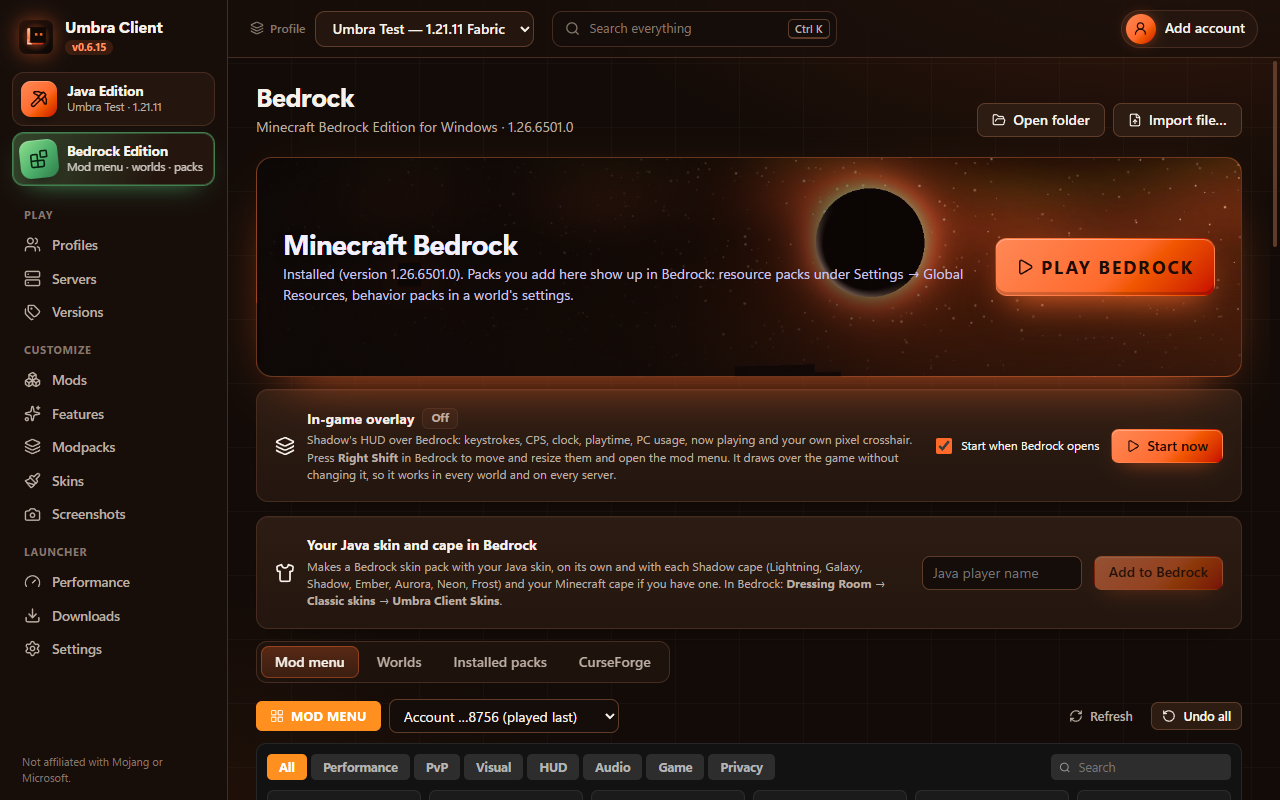 Umbra Client
v0.6.15
Profile
Umbra Test — 1.21.11 Fabric
Search everything
Ctrl K
Add account
Java Edition
Umbra Test · 1.21.11
Bedrock Edition
Mod menu · worlds · packs
PLAY
Profiles
Servers
Versions
CUSTOMIZE
Mods
Features
Modpacks
Skins
Screenshots
LAUNCHER
Performance
Downloads
Settings
Not affiliated with Mojang or
Microsoft.
Bedrock
Minecraft Bedrock Edition for Windows · 1.26.6501.0
Open folder
Import file...
Minecraft Bedrock
Installed (version 1.26.6501.0). Packs you add here show up in Bedrock: resource packs under Settings → Global
Resources, behavior packs in a world's settings.
PLAY BEDROCK
In-game overlay
Off
Shadow's HUD over Bedrock: keystrokes, CPS, clock, playtime, PC usage, now playing and your own pixel crosshair.
Press Right Shift in Bedrock to move and resize them and open the mod menu. It draws over the game without
changing it, so it works in every world and on every server.
Start when Bedrock opens
Start now
Your Java skin and cape in Bedrock
Makes a Bedrock skin pack with your Java skin, on its own and with each Shadow cape (Lightning, Galaxy,
Shadow, Ember, Aurora, Neon, Frost) and your Minecraft cape if you have one. In Bedrock: Dressing Room →
Classic skins → Umbra Client Skins.
Java player name
Add to Bedrock
Mod menu
Worlds
Installed packs
CurseForge
MOD MENU
Account ...8756 (played last)
Refresh
Undo all
All
Performance
PvP
Visual
HUD
Audio
Game
Privacy
Search